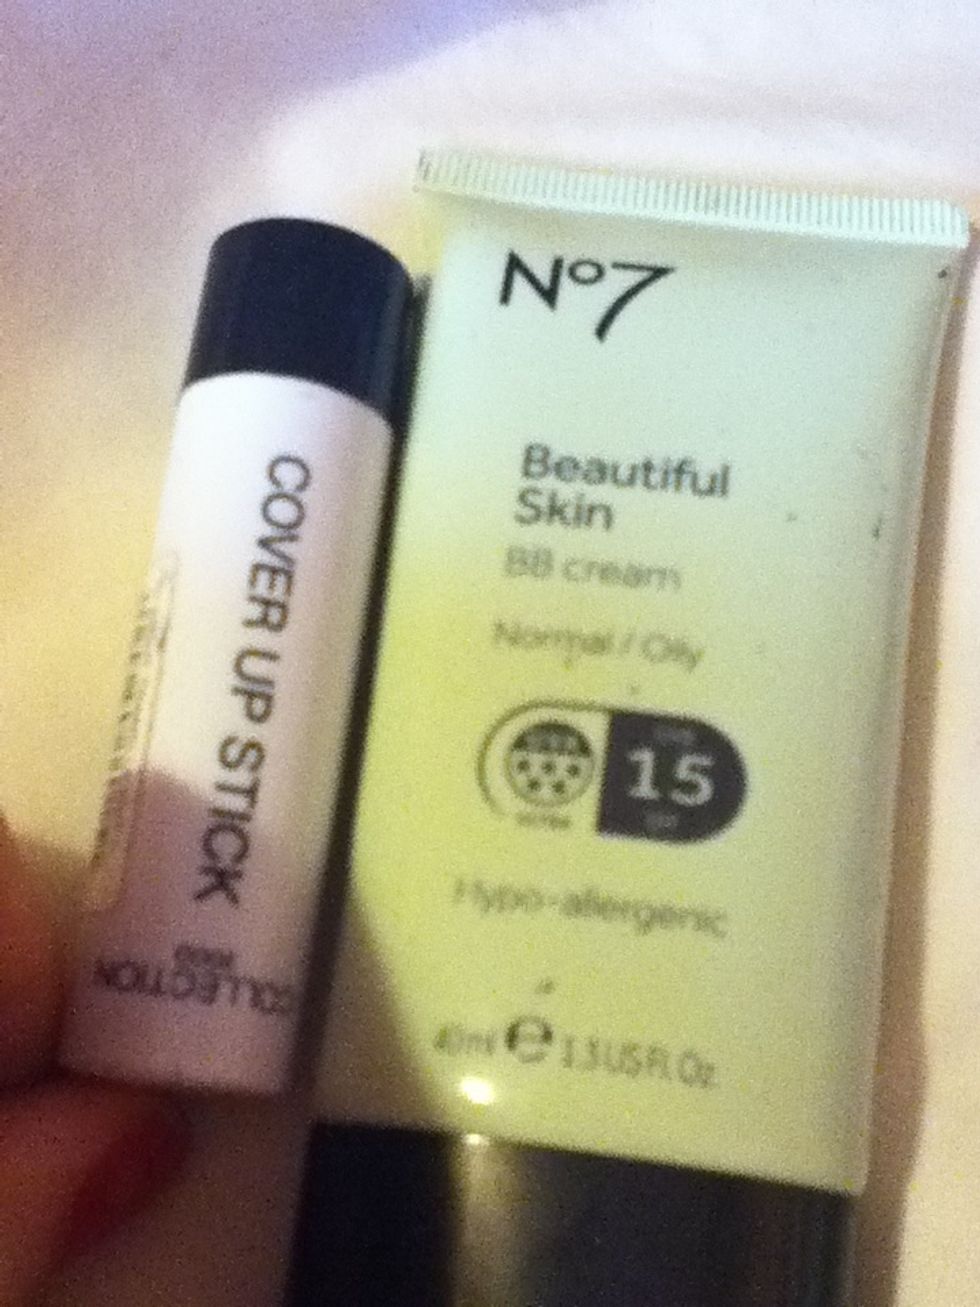 COVER UP STICK
COLLECTION
No7
Beautiful
Skin
BB cream
Normal / Oily
15
Hypo-allergenic
40ml e 1.3 US Fl. Oz.